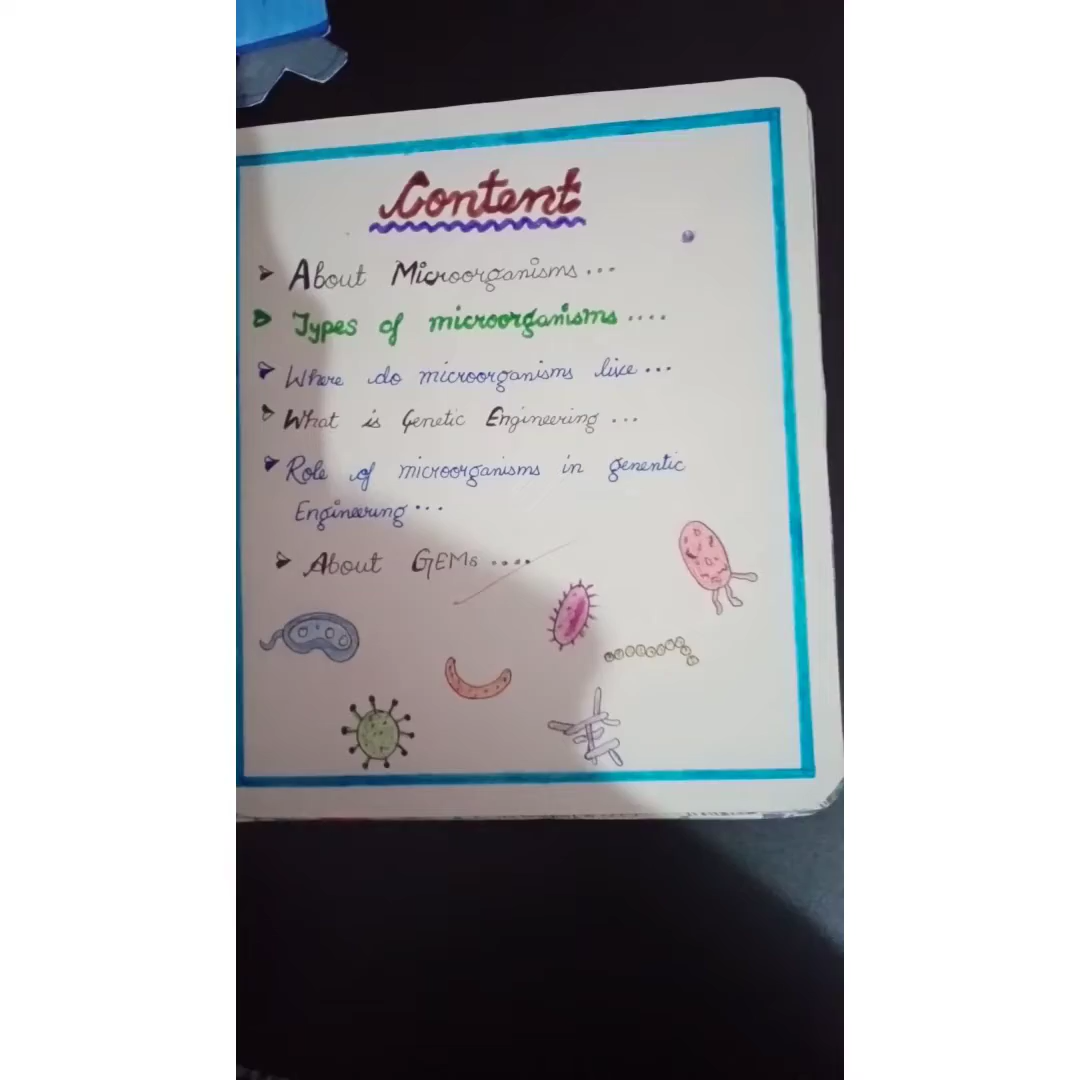 Content
About Microorganisms...
Types of microorganisms....
Where do microorganisms live...
What is Genetic Engineering...
Role of microorganisms in genentic
Engineering...
About GEMs....